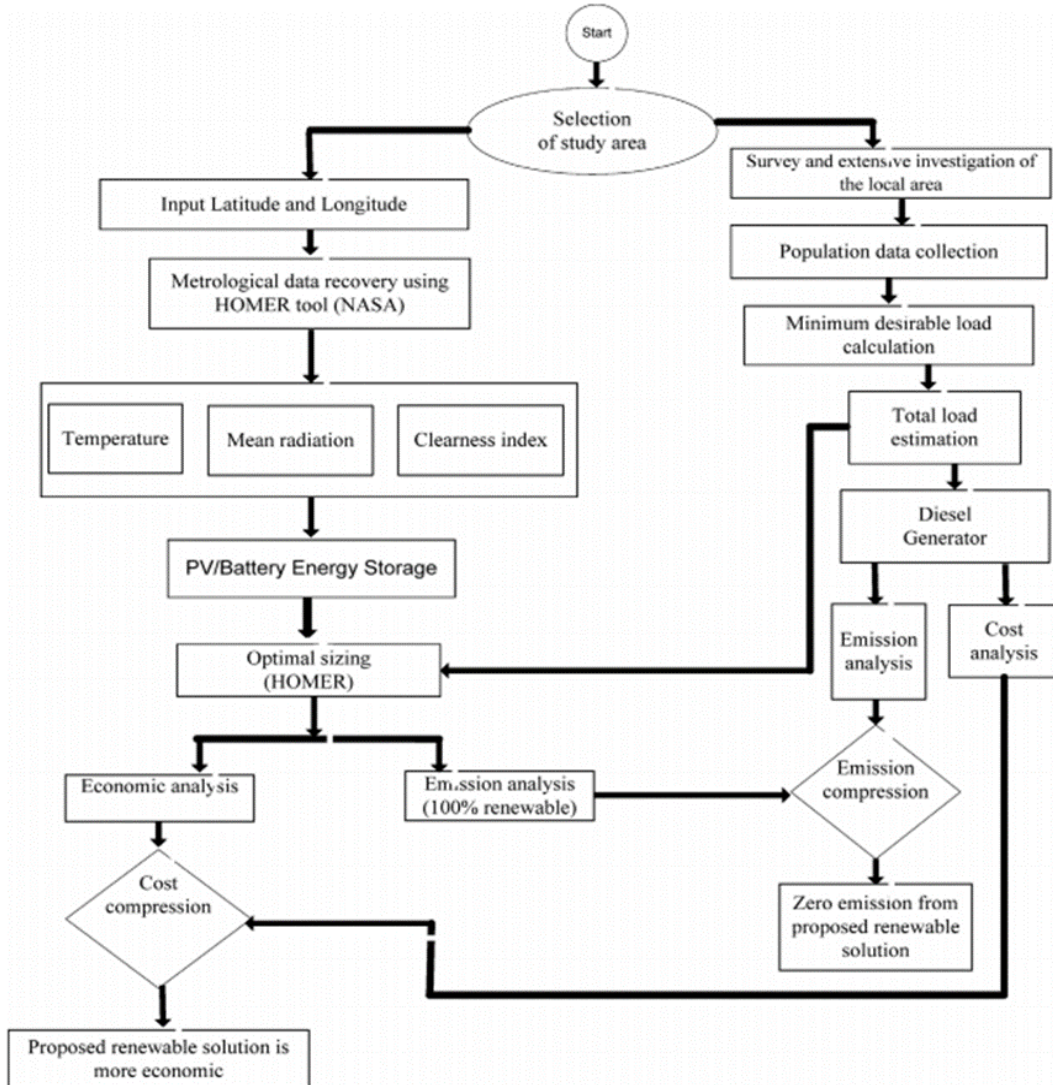 Start
Selection
of study area
Input Latitude and Longitude
Metrological data recovery using
HOMER tool (NASA)
Temperature
Mean radiation
Clearness index
PV/Battery Energy Storage
Optimal sizing
(HOMER)
Economic analysis
Emission analysis
(100% renewable)
Cost
compression
Proposed renewable solution is
more economic
Survey and extensive investigation of
the local area
Population data collection
Minimum desirable load
calculation
Total load
estimation
Diesel
Generator
Emission
analysis
Cost
analysis
Emission
compression
Zero emission from
proposed renewable
solution